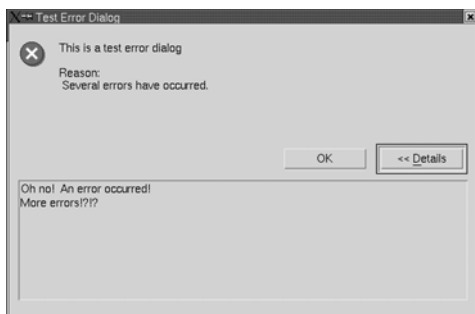 Test Error Dialog
This is a test error dialog
Reason:
Several errors have occurred.
OK
<< Details
Oh no! An error occurred!
More errors!?!?